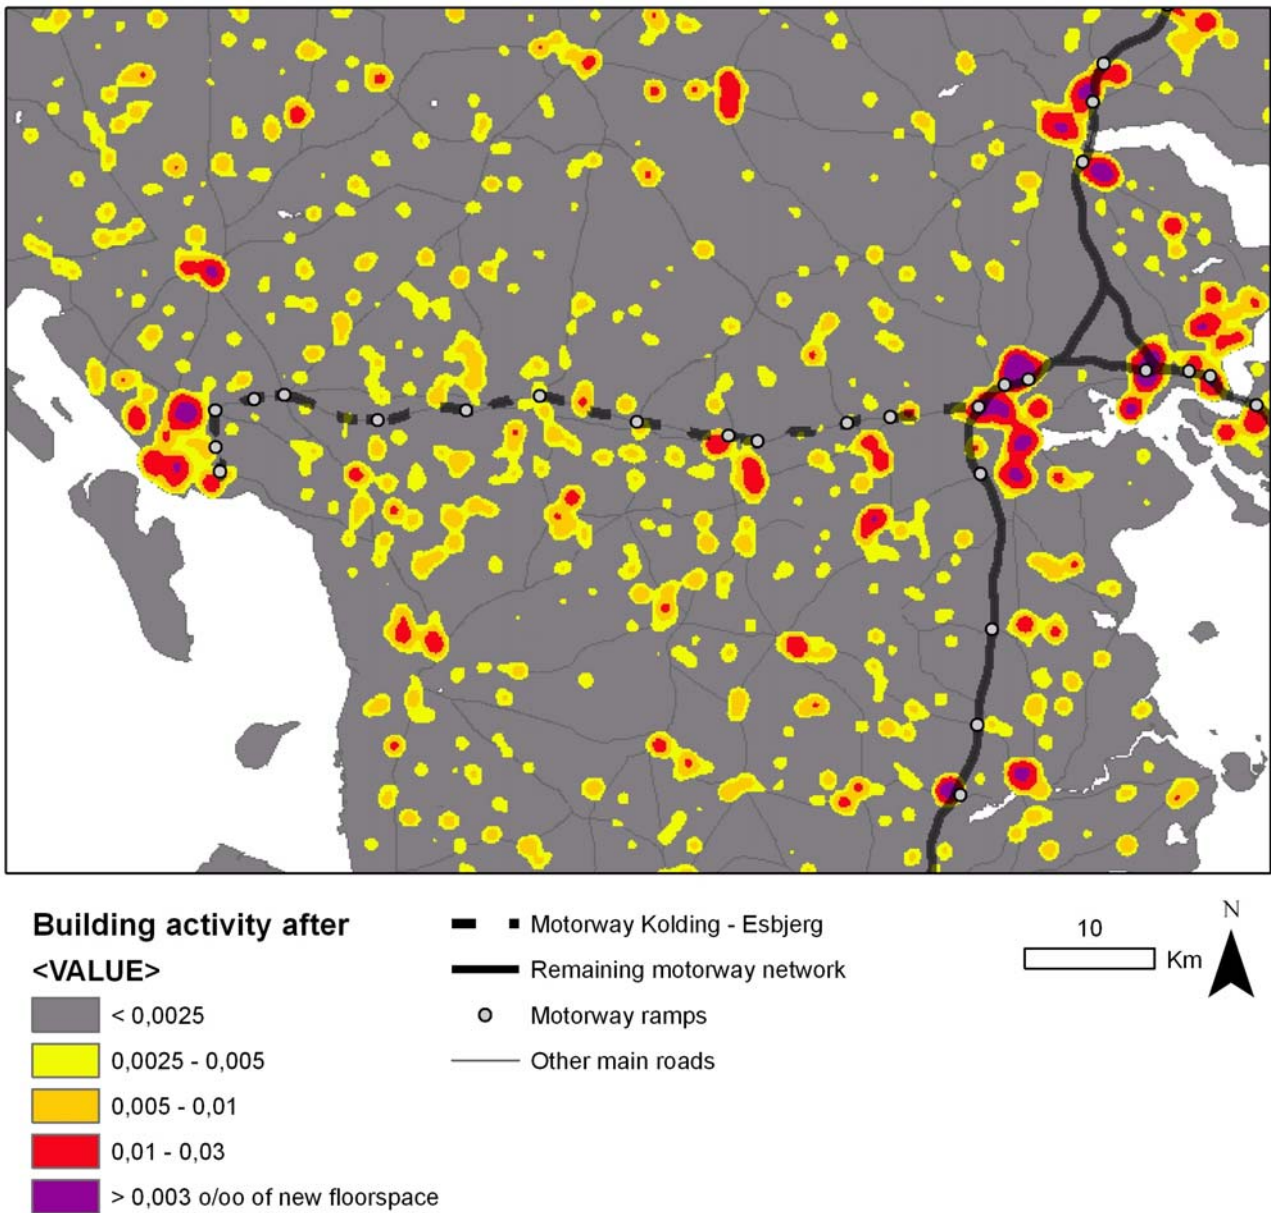 Building activity after
<VALUE>
< 0,0025
0,0025 - 0,005
0,005 - 0,01
0,01 - 0,03
> 0,003 o/oo of new floorspace
Motorway Kolding - Esbjerg
Remaining motorway network
Motorway ramps
Other main roads
10
Km
N